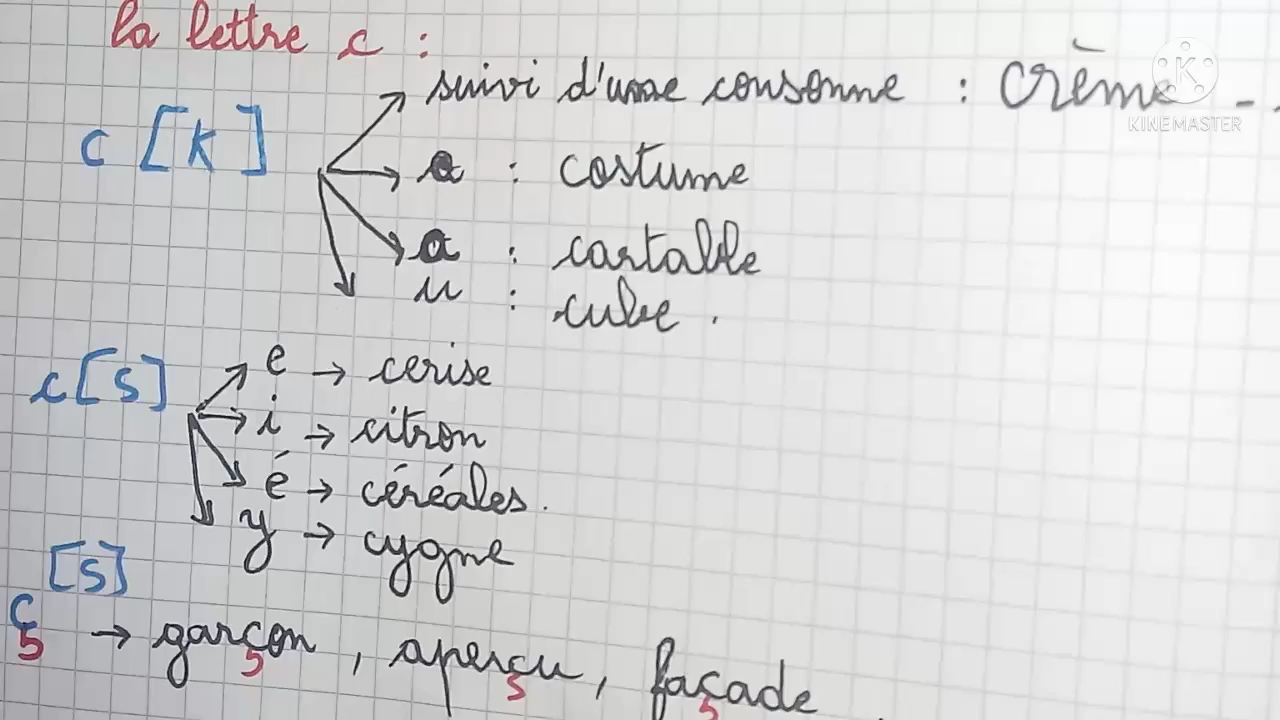 la lettre c :
c [k] suivi d'une consonne : crème - .
o : costume
a : cartable
u : cube .
c [s] e → cerise
i → citron
é → céréales .
y → cygne
[s]
ç → garçon , aperçu , façade .
KINEMASTER